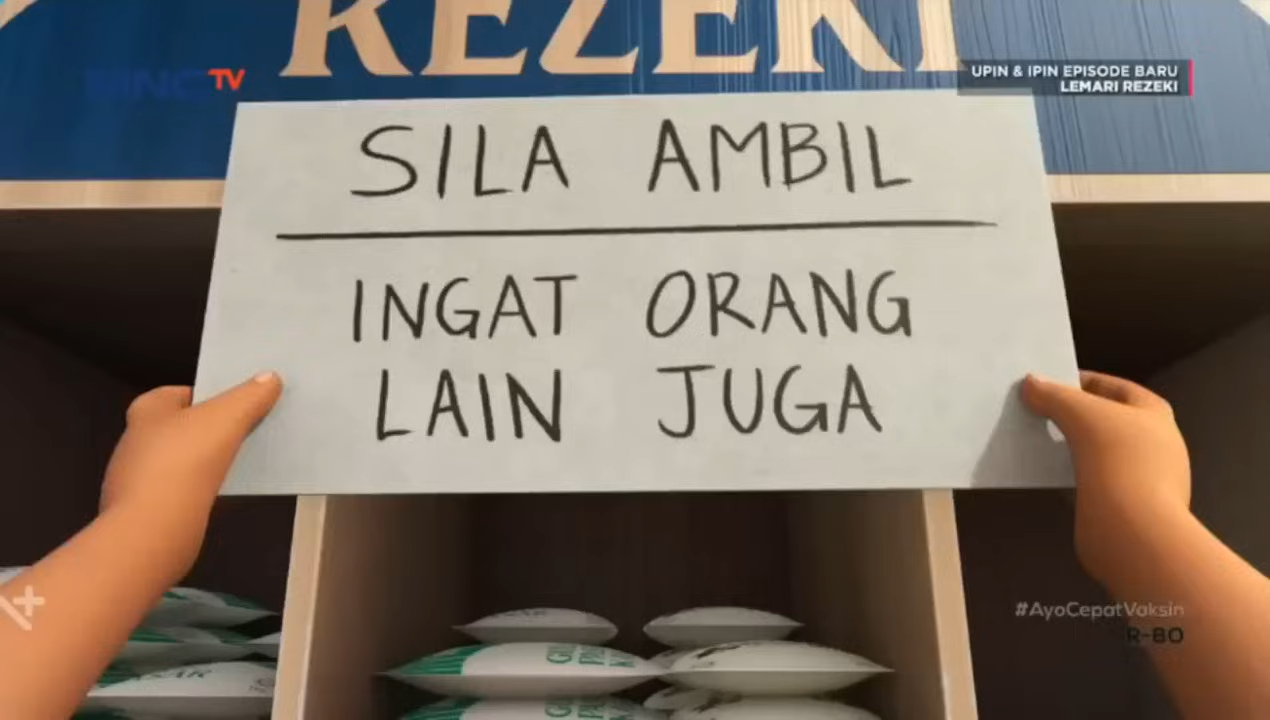 REZEKI
MNCTV
UPIN & IPIN EPISODE BARU
LEMARI REZEKI
SILA AMBIL
INGAT ORANG
LAIN JUGA
#AyoCepatVaksin
R-BO